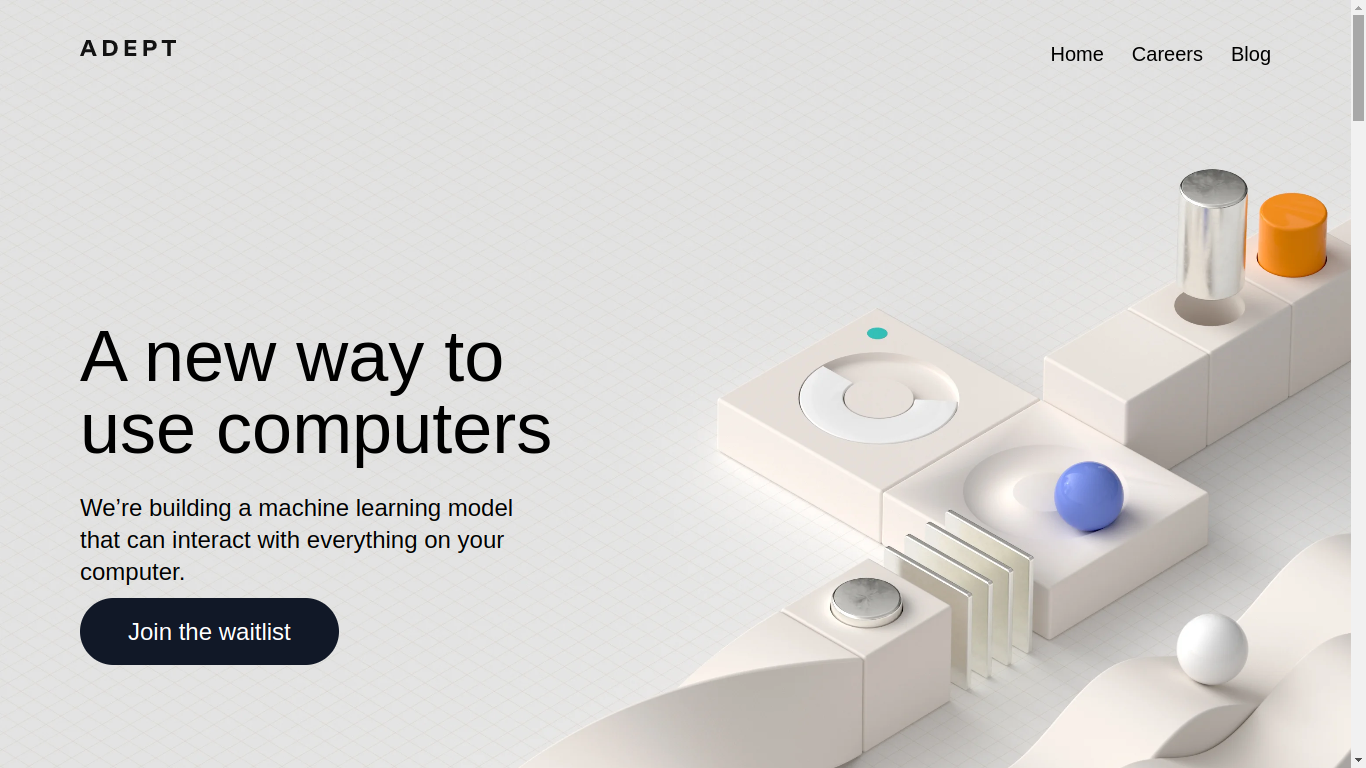 ADEPT
Home Careers Blog
A new way to
use computers
We’re building a machine learning model
that can interact with everything on your
computer.
Join the waitlist